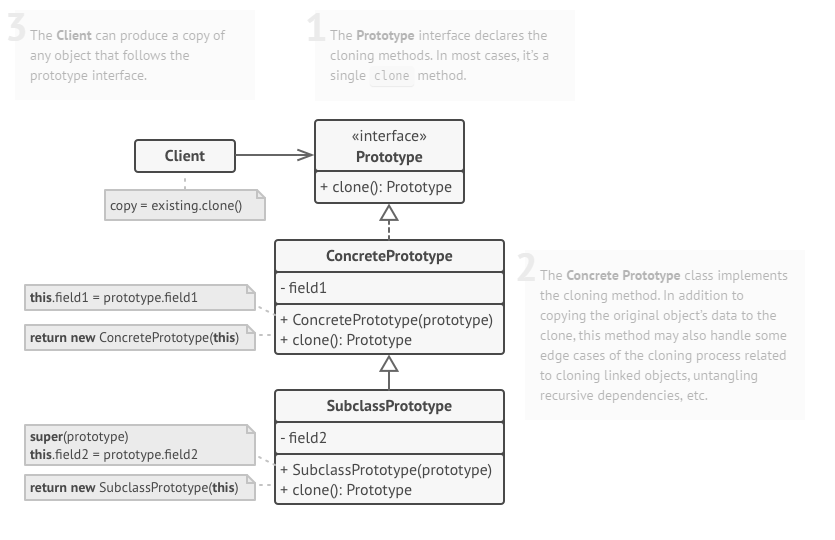 3
The Client can produce a copy of
any object that follows the
prototype interface.
1
The Prototype interface declares the
cloning methods. In most cases, it's a
single clone method.
Client
«interface»
Prototype
+ clone(): Prototype
copy = existing.clone()
ConcretePrototype
- field1
+ ConcretePrototype(prototype)
+ clone(): Prototype
this.field1 = prototype.field1
return new ConcretePrototype(this)
2
The Concrete Prototype class implements
the cloning method. In addition to
copying the original object's data to the
clone, this method may also handle some
edge cases of the cloning process related
to cloning linked objects, untangling
recursive dependencies, etc.
SubclassPrototype
- field2
+ SubclassPrototype(prototype)
+ clone(): Prototype
super(prototype)
this.field2 = prototype.field2
return new SubclassPrototype(this)